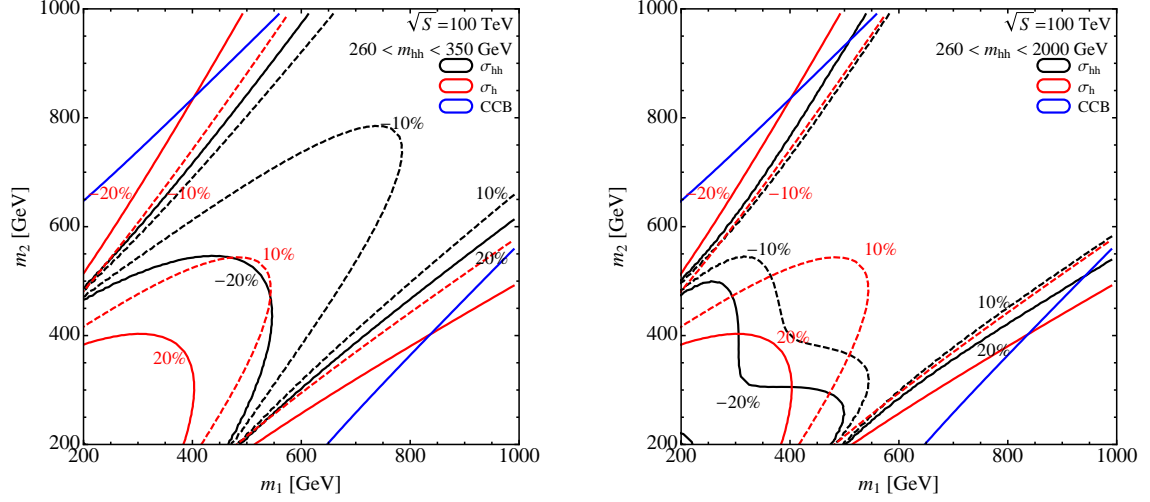 √S =100 TeV
260 < m_hh < 350 GeV
σ_hh
σ_h
CCB
−10%
−20%
−10%
10%
20%
10%
−20%
20%
1000
800
600
400
200
m_2 [GeV]
200 400 600 800 1000
m_1 [GeV]
√S =100 TeV
260 < m_hh < 2000 GeV
σ_hh
σ_h
CCB
−20%
−10%
−10%
10%
10%
20%
20%
−20%
1000
800
600
400
200
m_2 [GeV]
200 400 600 800 1000
m_1 [GeV]